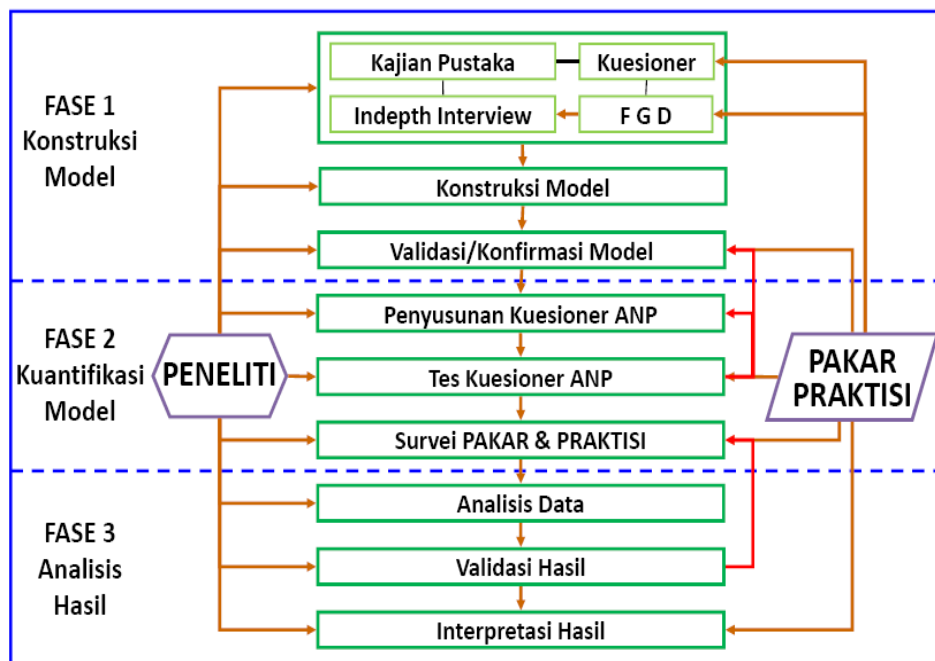 FASE 1
Konstruksi
Model
Kajian Pustaka
Kuesioner
Indepth Interview
F G D
Konstruksi Model
Validasi/Konfirmasi Model
FASE 2
Kuantifikasi
Model
PENELITI
Penyusunan Kuesioner ANP
Tes Kuesioner ANP
Survei PAKAR & PRAKTISI
PAKAR
PRAKTISI
FASE 3
Analisis
Hasil
Analisis Data
Validasi Hasil
Interpretasi Hasil